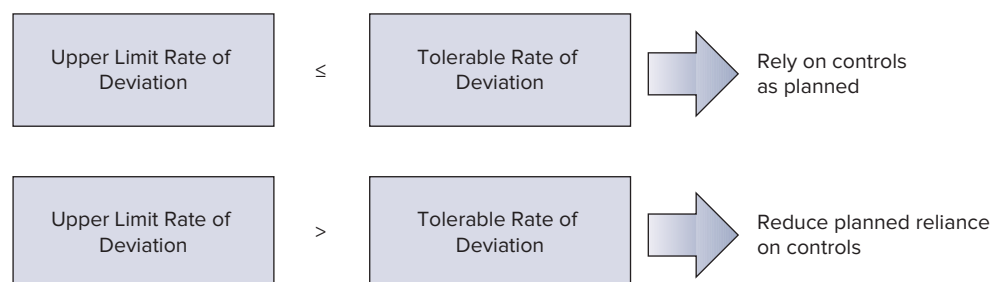 Upper Limit Rate of
Deviation
≤
Tolerable Rate of
Deviation
Rely on controls
as planned
Upper Limit Rate of
Deviation
>
Tolerable Rate of
Deviation
Reduce planned reliance
on controls